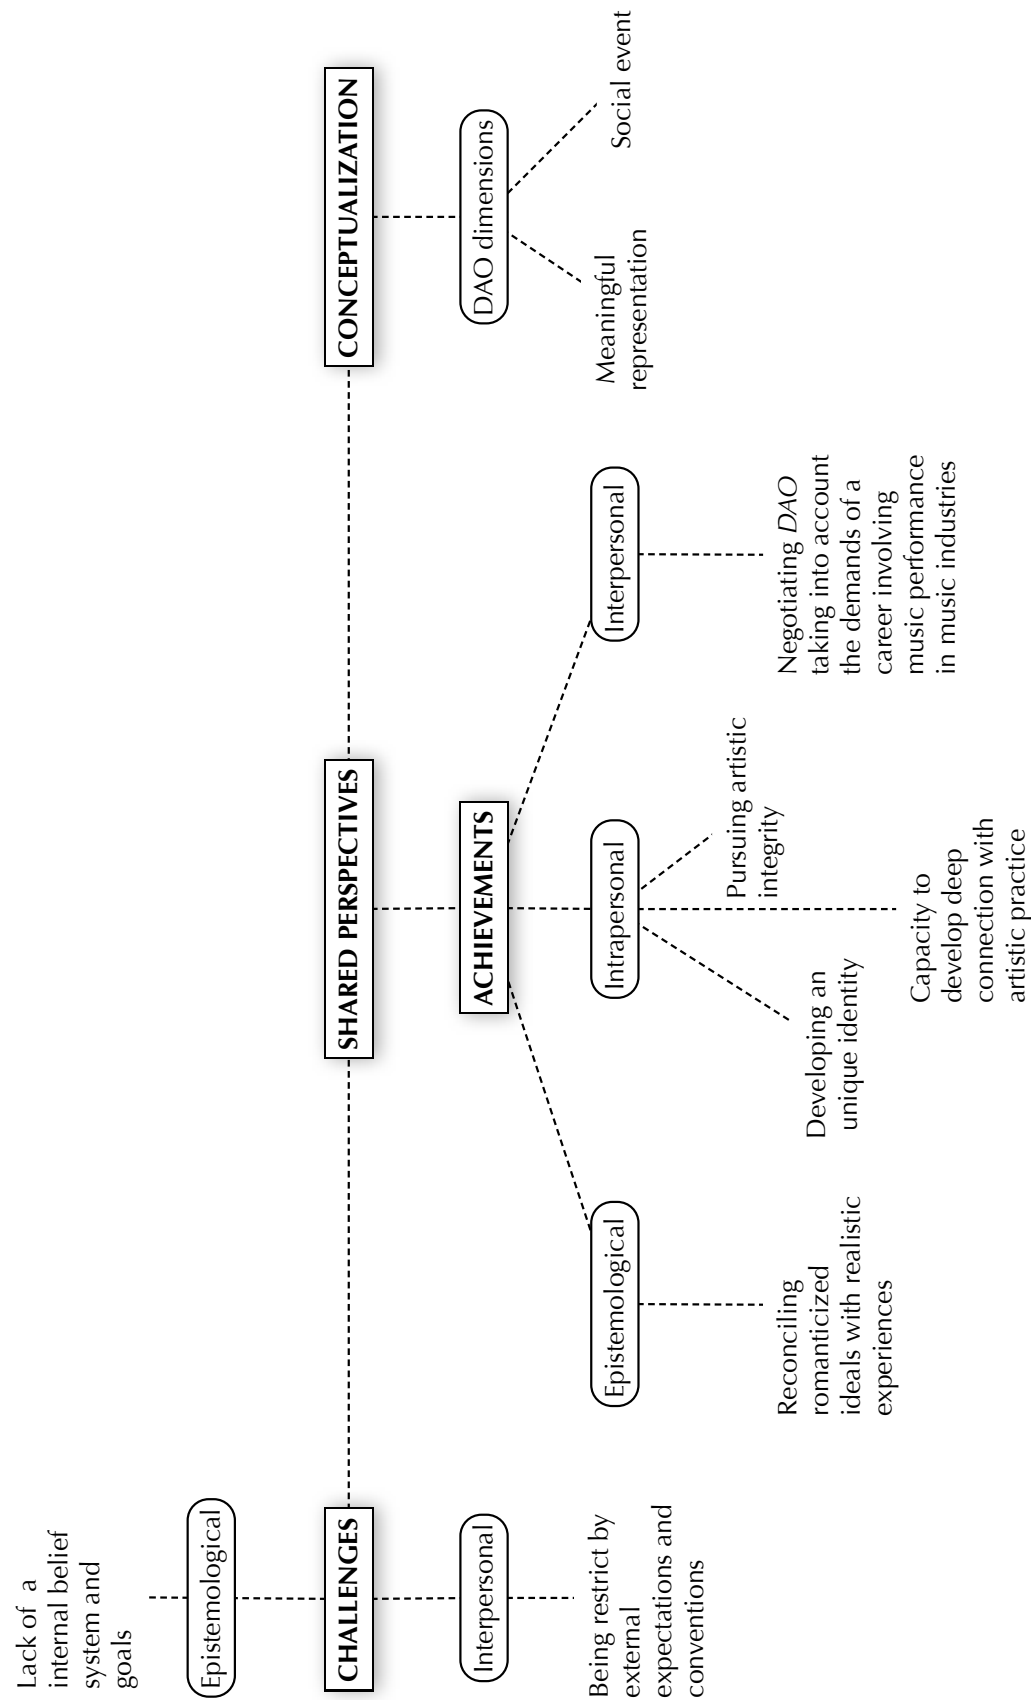 Lack of a
internal belief
system and
goals
Epistemological
CHALLENGES
Interpersonal
Being restrict by
external
expectations and
conventions
SHARED PERSPECTIVES
ACHIEVEMENTS
Epistemological
Reconciling
romanticized
ideals with realistic
experiences
Intrapersonal
Developing an
unique identity
Capacity to
develop deep
connection with
artistic practice
Pursuing artistic
integrity
Interpersonal
Negotiating DAO
taking into account
the demands of a
career involving
music performance
in music industries
CONCEPTUALIZATION
DAO dimensions
Meaningful
representation
Social event